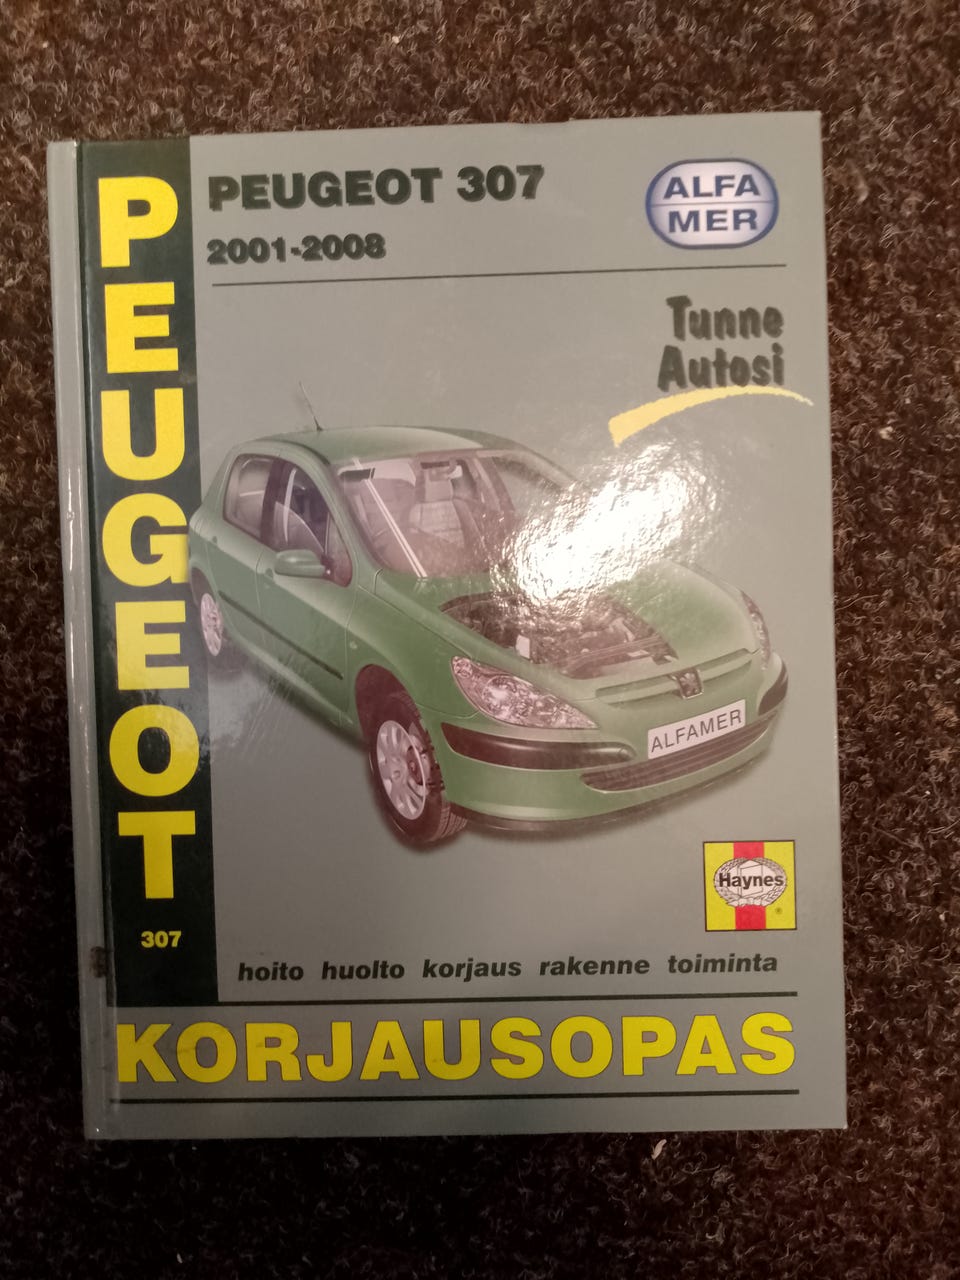 PEUGEOT
307
PEUGEOT 307
2001-2008
ALFA
MER
Tunne
Autosi
ALFAMER
Haynes
®
hoito huolto korjaus rakenne toiminta
KORJAUSOPAS